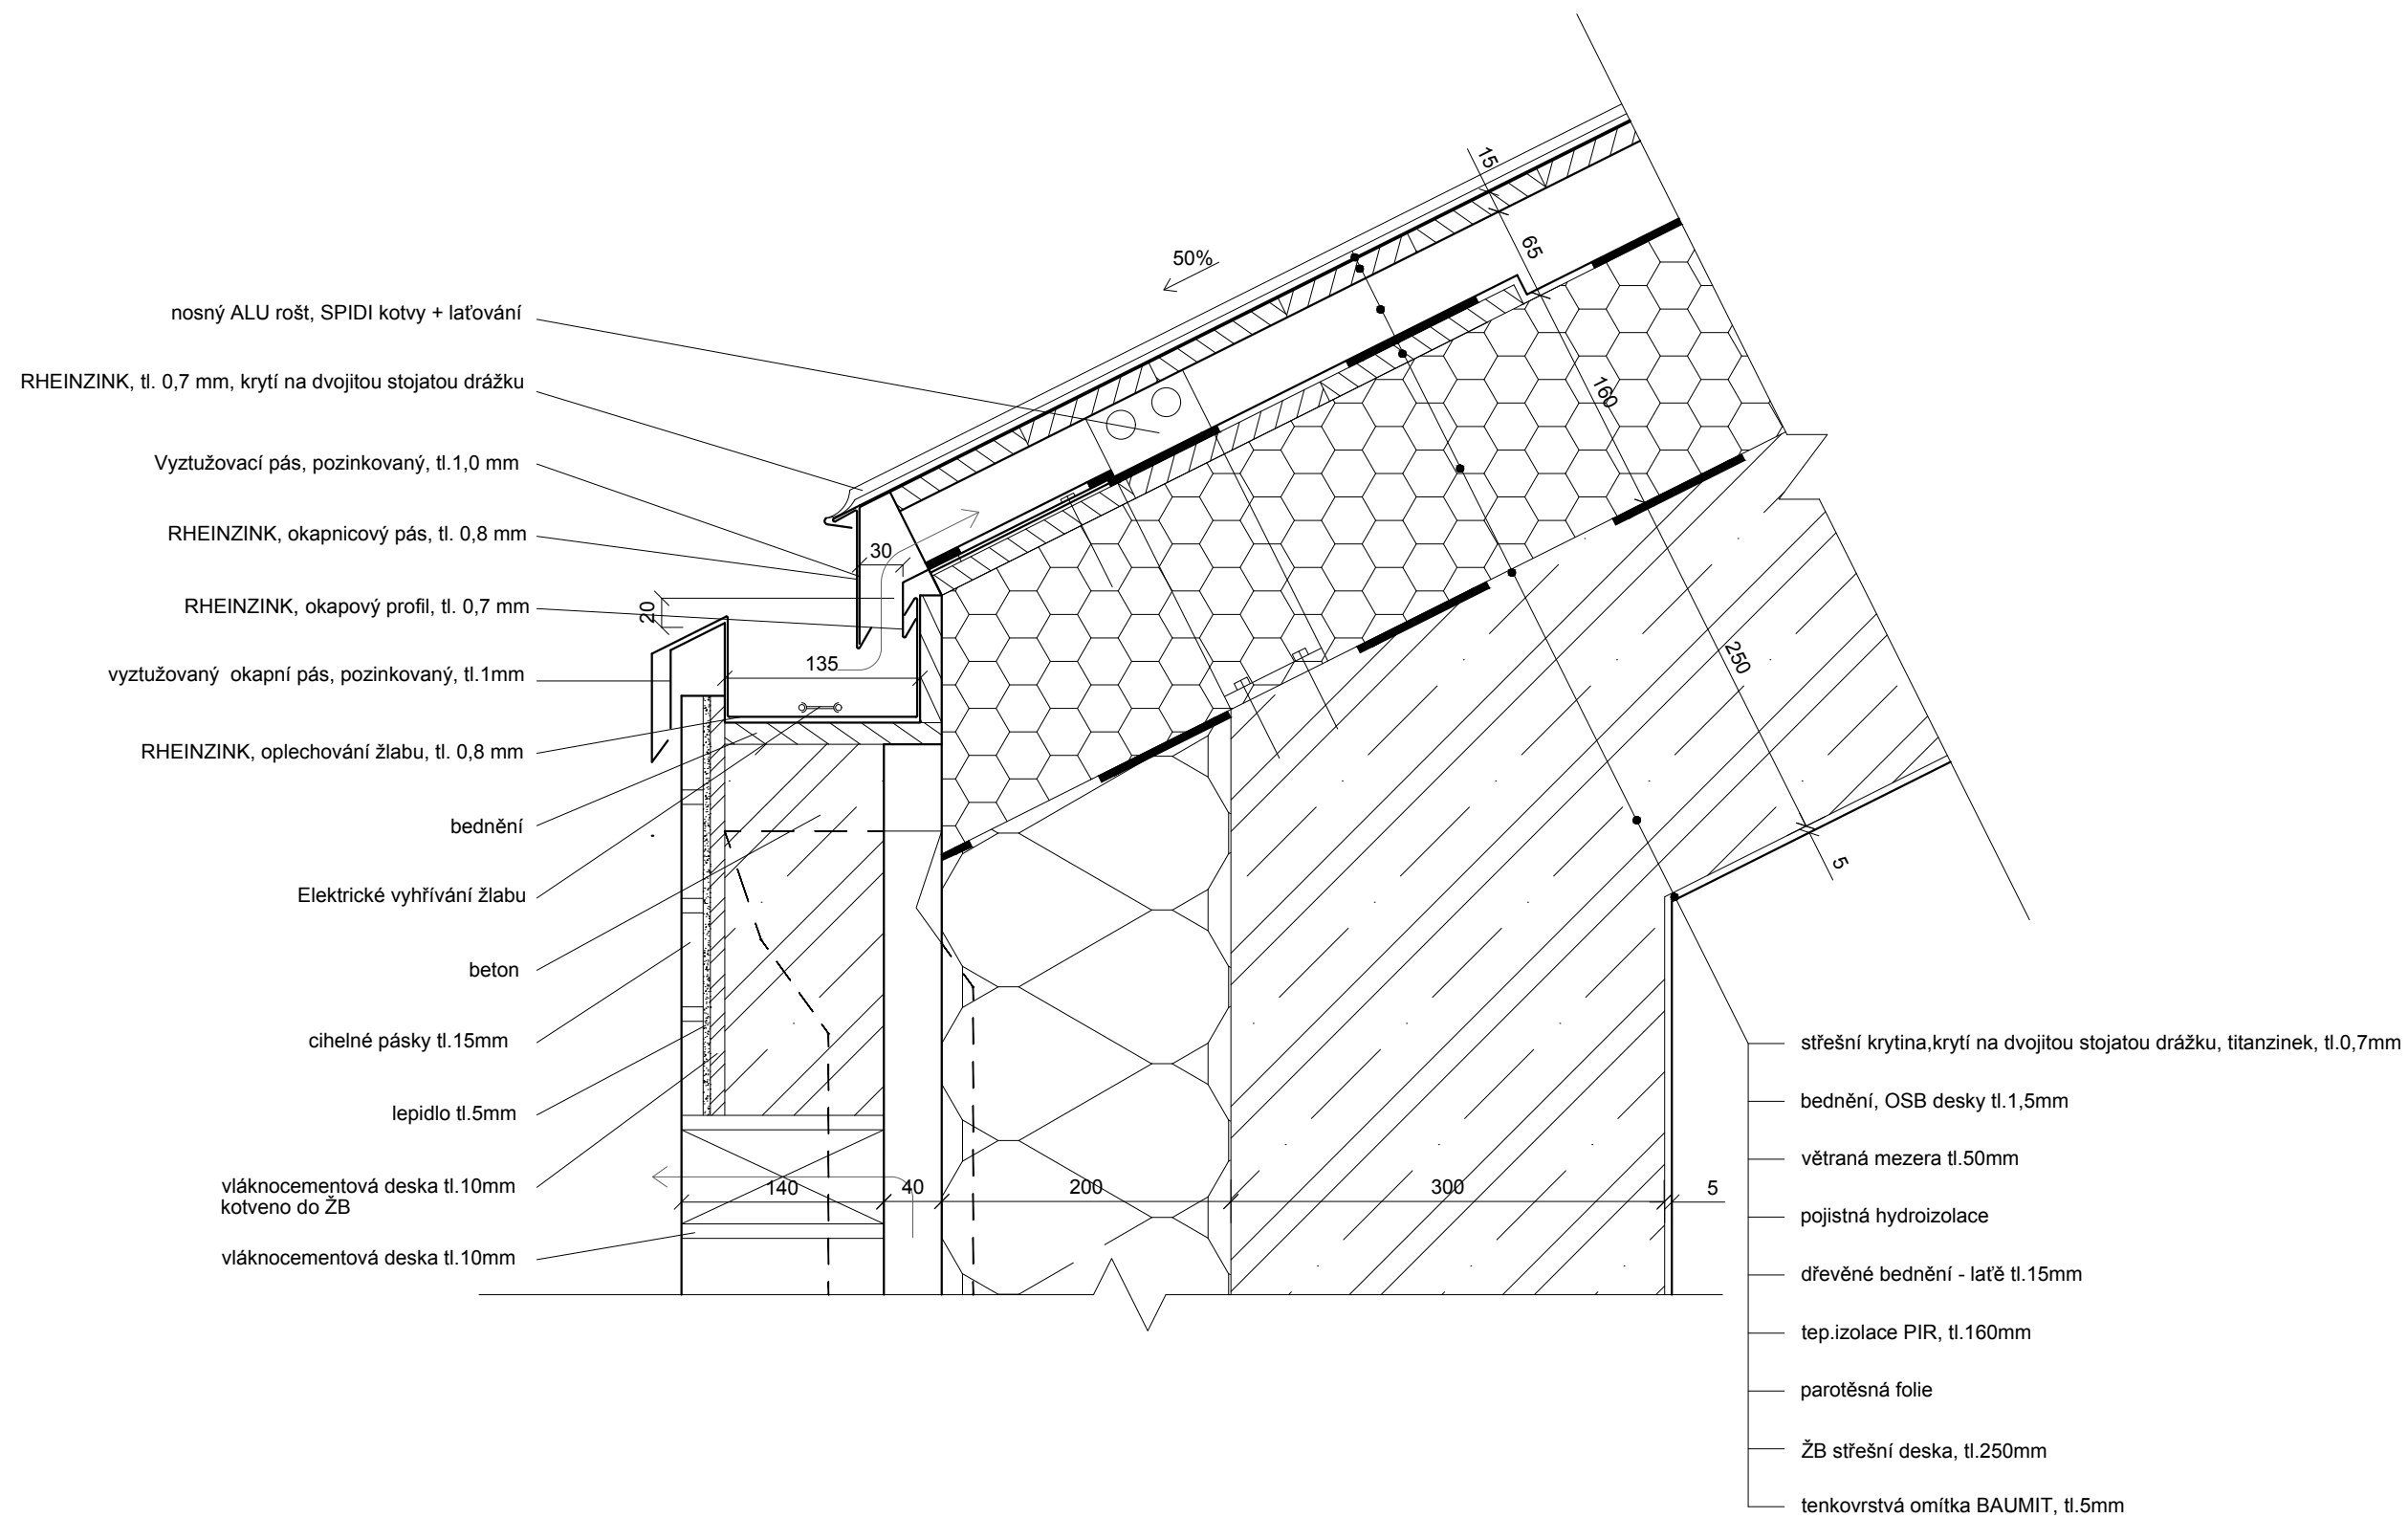 15
50%
65
nosný ALU rošt, SPIDI kotvy + laťování
RHEINZINK, tl. 0,7 mm, krytí na dvojitou stojatou drážku
160
Vyztužovací pás, pozinkovaný, tl.1,0 mm
RHEINZINK, okapnicový pás, tl. 0,8 mm
30
RHEINZINK, okapový profil, tl. 0,7 mm
20
135
250
vyztužovaný  okapní pás, pozinkovaný, tl.1mm
RHEINZINK, oplechování žlabu, tl. 0,8 mm
bednění
5
Elektrické vyhřívání žlabu
beton
cihelné pásky tl.15mm
lepidlo tl.5mm
vláknocementová deska tl.10mm
kotveno do ŽB
vláknocementová deska tl.10mm
140
40
200
300
5
střešní krytina,krytí na dvojitou stojatou drážku, titanzinek, tl.0,7mm
bednění, OSB desky tl.1,5mm
větraná mezera tl.50mm
pojistná hydroizolace
dřevěné bednění - laťě tl.15mm
tep.izolace PIR, tl.160mm
parotěsná folie
ŽB střešní deska, tl.250mm
tenkovrstvá omítka BAUMIT, tl.5mm